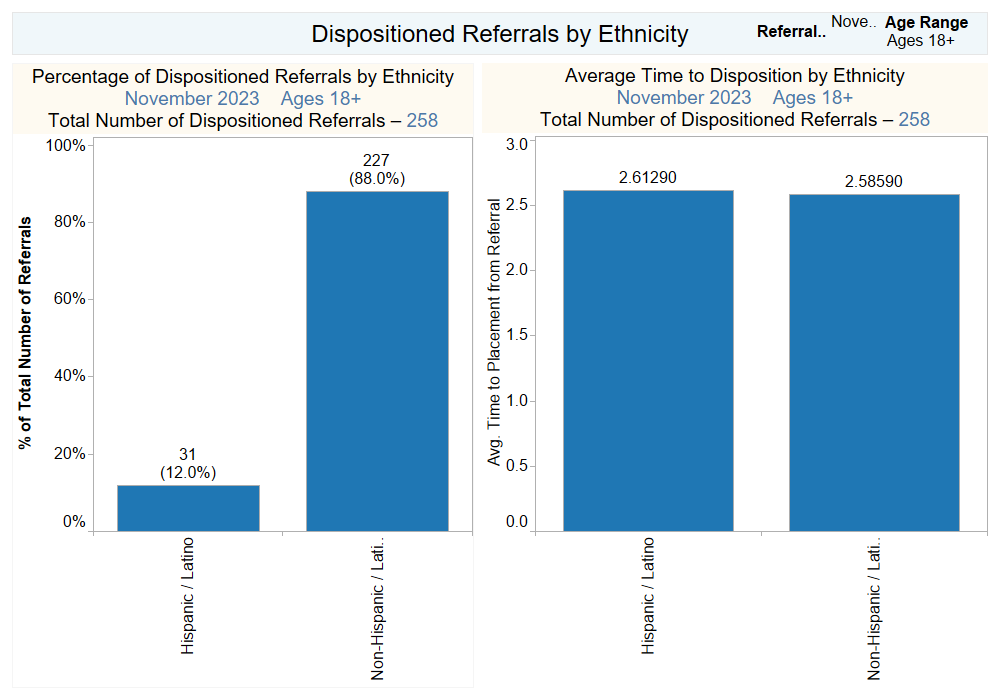 Dispositioned Referrals by Ethnicity
Referral..
Nove..
Age Range
Ages 18+
Percentage of Dispositioned Referrals by Ethnicity
November 2023 Ages 18+
Total Number of Dispositioned Referrals – 258
100%
80%
60%
40%
20%
0%
% of Total Number of Referrals
31
(12.0%)
227
(88.0%)
Hispanic / Latino
Non-Hispanic / Lati..
Average Time to Disposition by Ethnicity
November 2023 Ages 18+
Total Number of Dispositioned Referrals – 258
3.0
2.5
2.0
1.5
1.0
0.5
0.0
Avg. Time to Placement from Referral
2.61290
2.58590
Hispanic / Latino
Non-Hispanic / Lati..